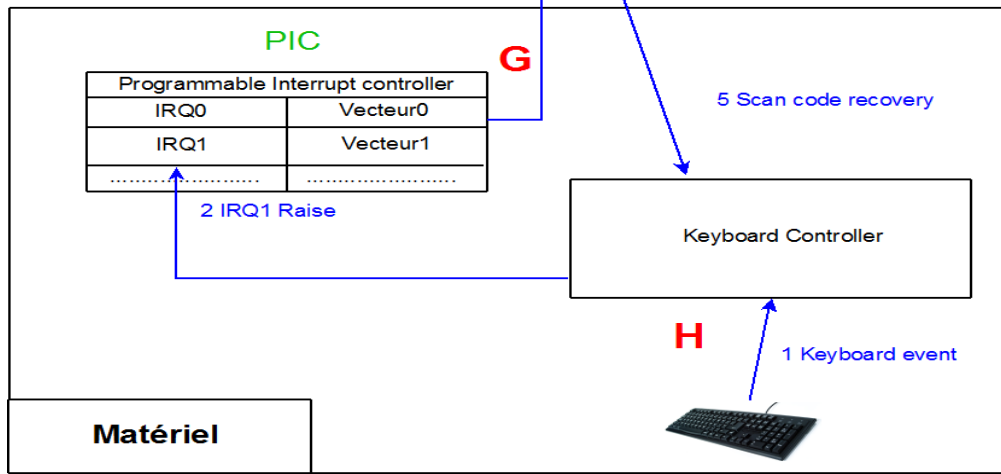 PIC
G
Programmable Interrupt controller
IRQ0 Vecteur0
IRQ1 Vecteur1
...................... ......................
5 Scan code recovery
2 IRQ1 Raise
Keyboard Controller
H
1 Keyboard event
Matériel